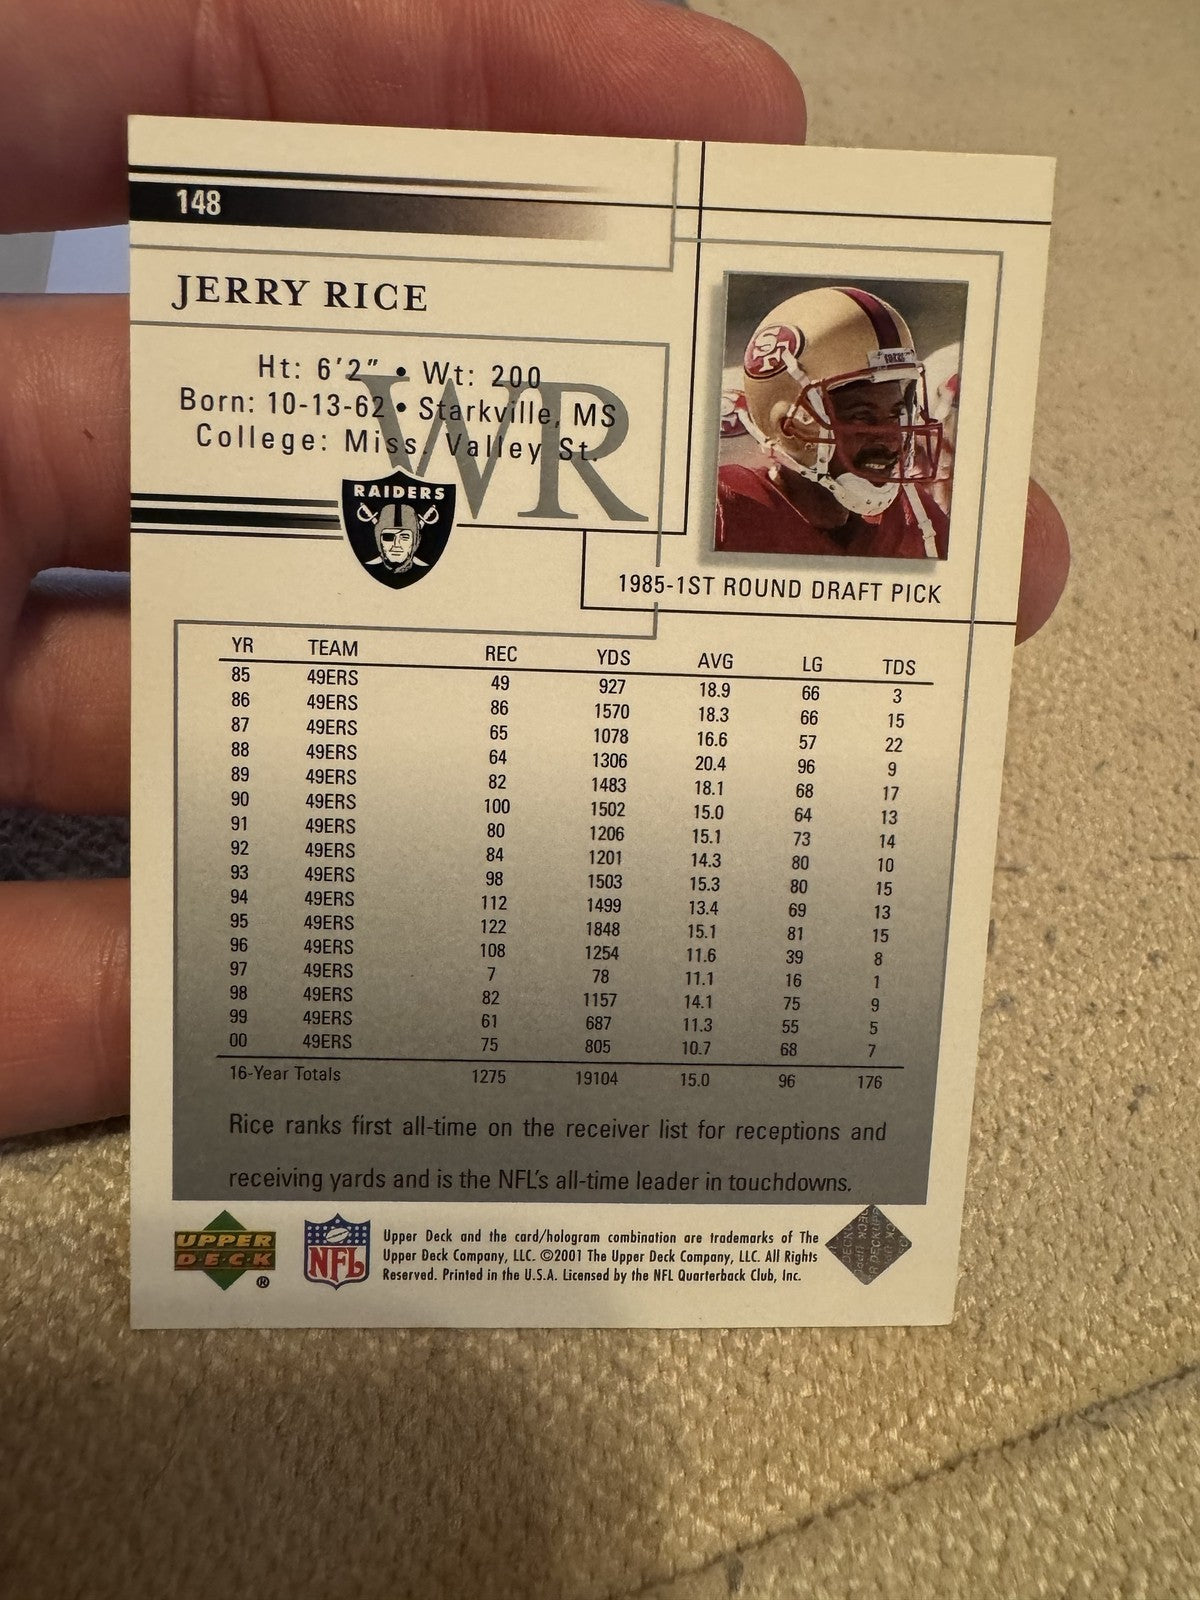 148
JERRY RICE
Ht: 6'2" • Wt: 200
Born: 10-13-62 • Starkville, MS
College: Miss. Valley St.
WR
RAIDERS
SF
49ERS
1985-1ST ROUND DRAFT PICK
YR TEAM REC YDS AVG LG TDS
85 49ERS 49 927 18.9 66 3
86 49ERS 86 1570 18.3 66 15
87 49ERS 65 1078 16.6 57 22
88 49ERS 64 1306 20.4 96 9
89 49ERS 82 1483 18.1 68 17
90 49ERS 100 1502 15.0 64 13
91 49ERS 80 1206 15.1 73 14
92 49ERS 84 1201 14.3 80 10
93 49ERS 98 1503 15.3 80 15
94 49ERS 112 1499 13.4 69 13
95 49ERS 122 1848 15.1 81 15
96 49ERS 108 1254 11.6 39 8
97 49ERS 7 78 11.1 16 1
98 49ERS 82 1157 14.1 75 9
99 49ERS 61 687 11.3 55 5
00 49ERS 75 805 10.7 68 7
16-Year Totals 1275 19104 15.0 96 176
Rice ranks first all-time on the receiver list for receptions and
receiving yards and is the NFL's all-time leader in touchdowns.
UPPER
DECK
®
NFL
Upper Deck and the card/hologram combination are trademarks of The
Upper Deck Company, LLC. ©2001 The Upper Deck Company, LLC. All Rights
Reserved. Printed in the U.S.A. Licensed by the NFL Quarterback Club, Inc.